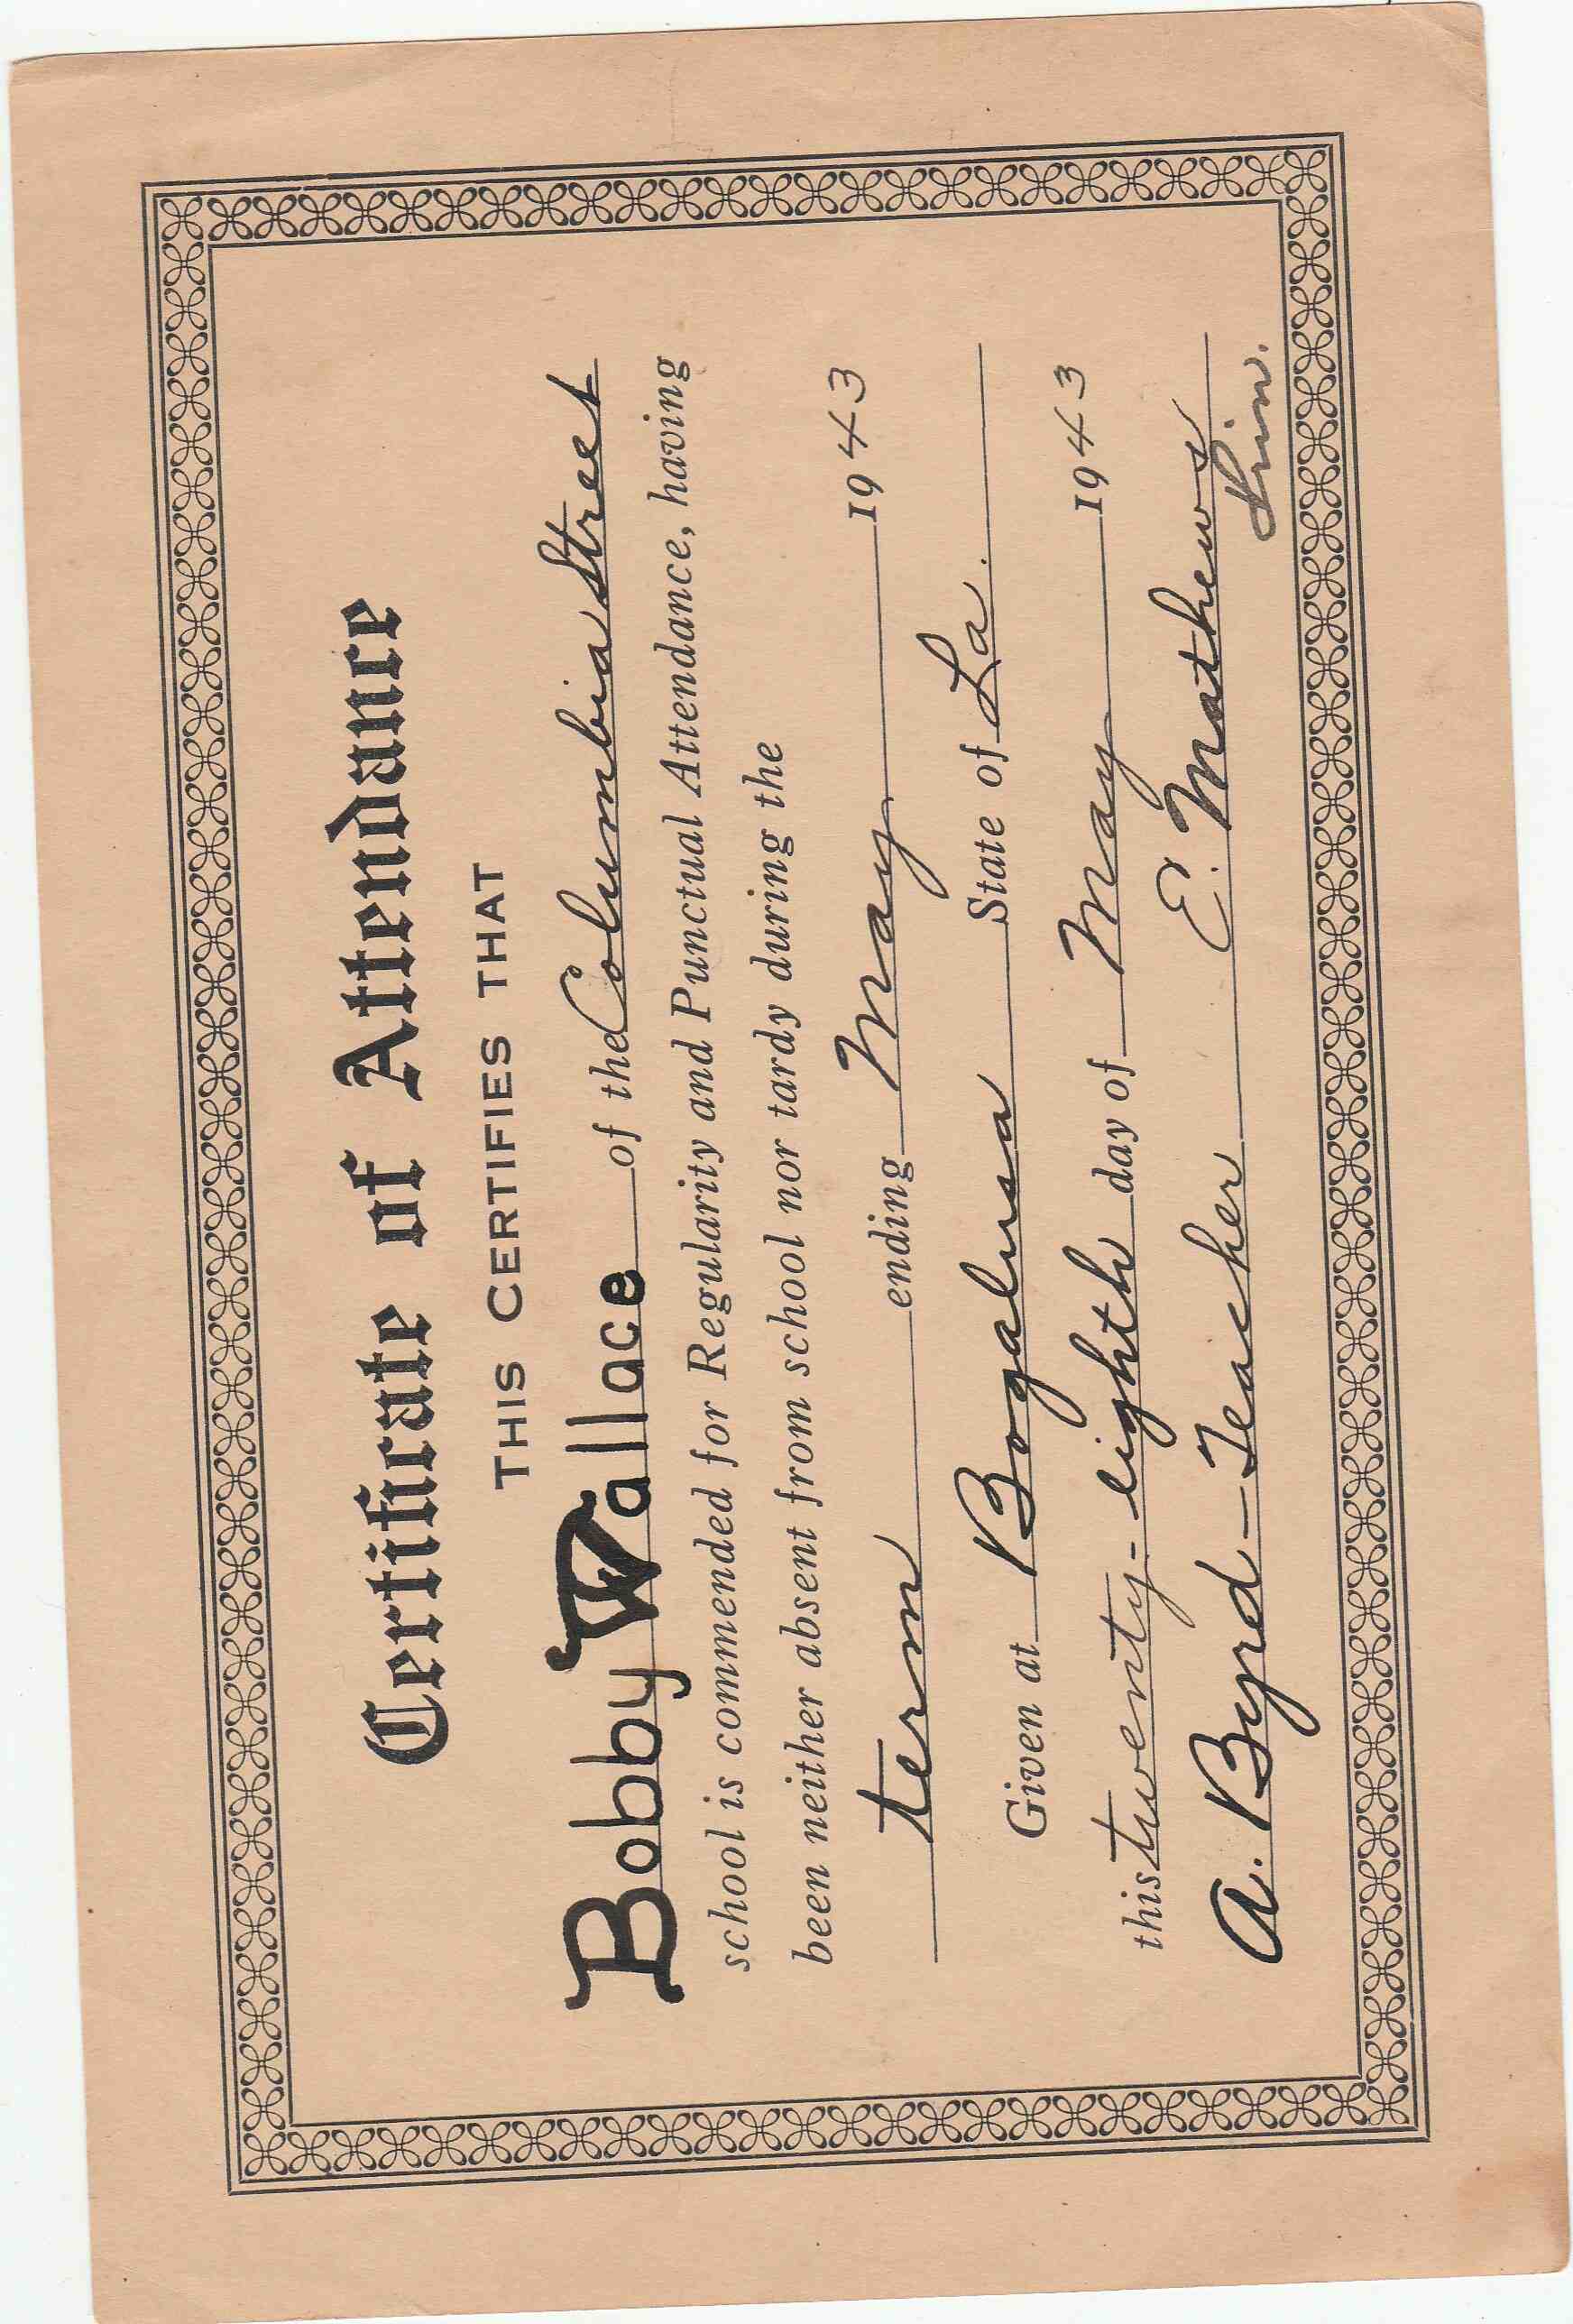 Certificate of Attendance
THIS CERTIFIES THAT
Bobby Wallace of the Columbia Street
school is commended for Regularity and Punctual Attendance, having
been neither absent from school nor tardy during the
term ending May 1943
Given at Bogalusa State of La.
this twenty-eighth day of May 1943
A. Byrd - Teacher E. Mathews
Prin.